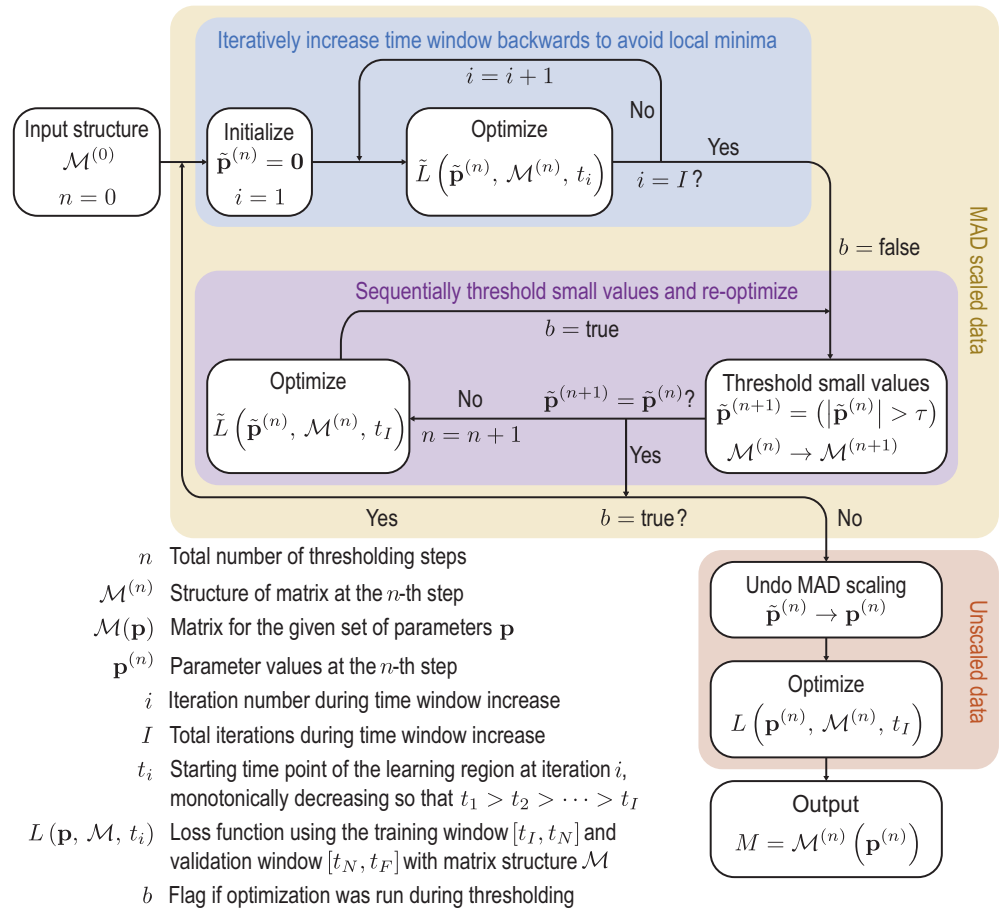 Iteratively increase time window backwards to avoid local minima
i = i + 1
No
Input structure
ℳ^(0)
n = 0
Initialize
p̃^(n) = 0
i = 1
Optimize
L̃ (p̃^(n), ℳ^(n), t_i)
Yes
i = I ?
b = false
MAD scaled data
Sequentially threshold small values and re-optimize
b = true
Optimize
L̃ (p̃^(n), ℳ^(n), t_I)
No
n = n + 1
p̃^(n+1) = p̃^(n)?
Threshold small values
p̃^(n+1) = (|p̃^(n)| > τ)
ℳ^(n) → ℳ^(n+1)
Yes
Yes
b = true ?
No
Undo MAD scaling
p̃^(n) → p^(n)
Optimize
L (p^(n), ℳ^(n), t_I)
Unscaled data
Output
M = ℳ^(n) (p^(n))
n Total number of thresholding steps
ℳ^(n) Structure of matrix at the n-th step
ℳ(p) Matrix for the given set of parameters p
p^(n) Parameter values at the n-th step
i Iteration number during time window increase
I Total iterations during time window increase
t_i Starting time point of the learning region at iteration i,
monotonically decreasing so that t_1 > t_2 > ⋯ > t_I
L (p, ℳ, t_i) Loss function using the training window [t_I, t_N] and
validation window [t_N, t_F] with matrix structure ℳ
b Flag if optimization was run during thresholding